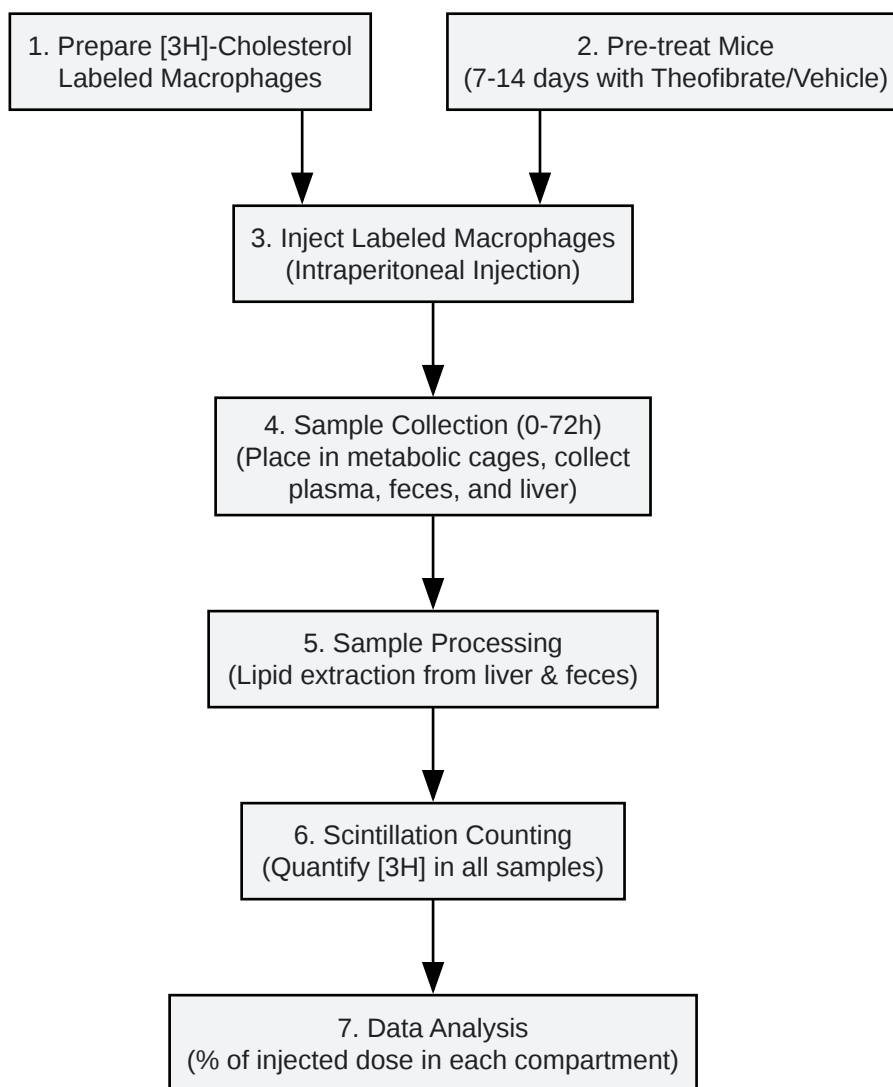 1. Prepare [3H]-Cholesterol
Labeled Macrophages
2. Pre-treat Mice
(7-14 days with Theofibrate/Vehicle)
3. Inject Labeled Macrophages
(Intraperitoneal Injection)
4. Sample Collection (0-72h)
(Place in metabolic cages, collect
plasma, feces, and liver)
5. Sample Processing
(Lipid extraction from liver & feces)
6. Scintillation Counting
(Quantify [3H] in all samples)
7. Data Analysis
(% of injected dose in each compartment)